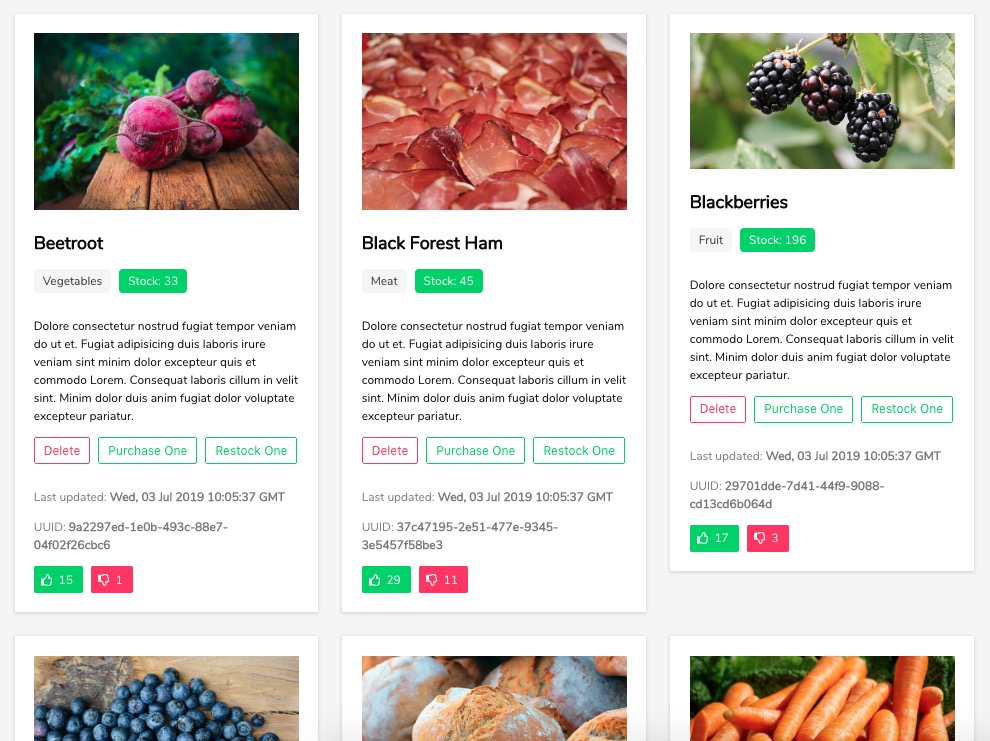 Beetroot
Vegetables Stock: 33
Dolore consectetur nostrud fugiat tempor veniam
do ut et. Fugiat adipisicing duis laboris irure
veniam sint minim dolor excepteur quis et
commodo Lorem. Consequat laboris cillum in velit
sint. Minim dolor duis anim fugiat dolor voluptate
excepteur pariatur.
Delete Purchase One Restock One
Last updated: Wed, 03 Jul 2019 10:05:37 GMT
UUID: 9a2297ed-1e0b-493c-88e7-
04f02f26cbc6
15 1
Black Forest Ham
Meat Stock: 45
Dolore consectetur nostrud fugiat tempor veniam
do ut et. Fugiat adipisicing duis laboris irure
veniam sint minim dolor excepteur quis et
commodo Lorem. Consequat laboris cillum in velit
sint. Minim dolor duis anim fugiat dolor voluptate
excepteur pariatur.
Delete Purchase One Restock One
Last updated: Wed, 03 Jul 2019 10:05:37 GMT
UUID: 37c47195-2e51-477e-9345-
3e5457f58be3
29 11
Blackberries
Fruit Stock: 196
Dolore consectetur nostrud fugiat tempor veniam
do ut et. Fugiat adipisicing duis laboris irure
veniam sint minim dolor excepteur quis et
commodo Lorem. Consequat laboris cillum in velit
sint. Minim dolor duis anim fugiat dolor voluptate
excepteur pariatur.
Delete Purchase One Restock One
Last updated: Wed, 03 Jul 2019 10:05:37 GMT
UUID: 29701dde-7d41-44f9-9088-
cd13cd6b064d
17 3